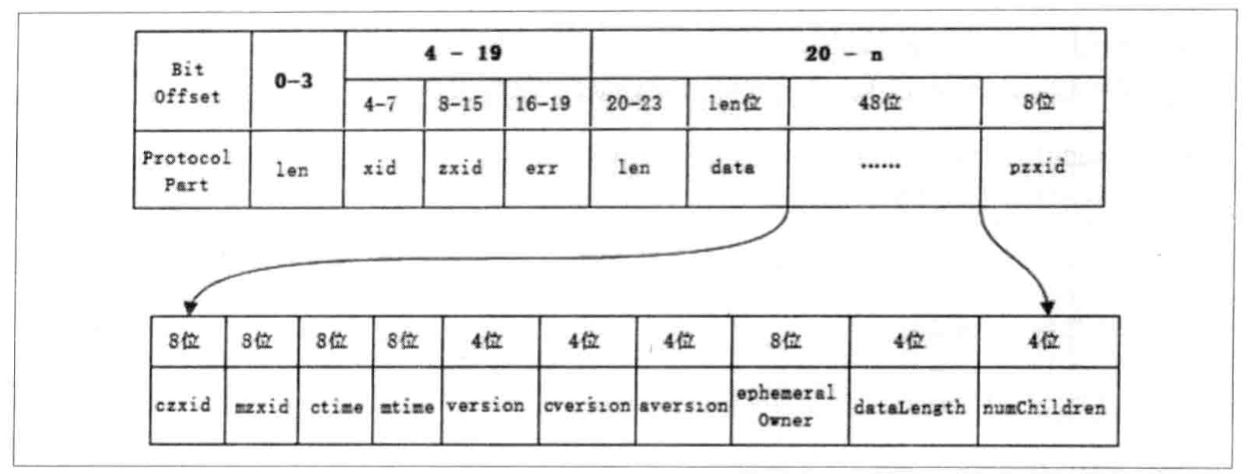 Bit Offset
0-3
4 - 19
20 - n
4-7
8-15
16-19
20-23
len位
48位
8位
Protocol Part
len
xid
zxid
err
len
data
......
pzxid
8位
8位
8位
8位
4位
4位
4位
8位
4位
4位
czxid
mzxid
ctime
mtime
version
cversion
aversion
ephemeral Owner
dataLength
numChildren